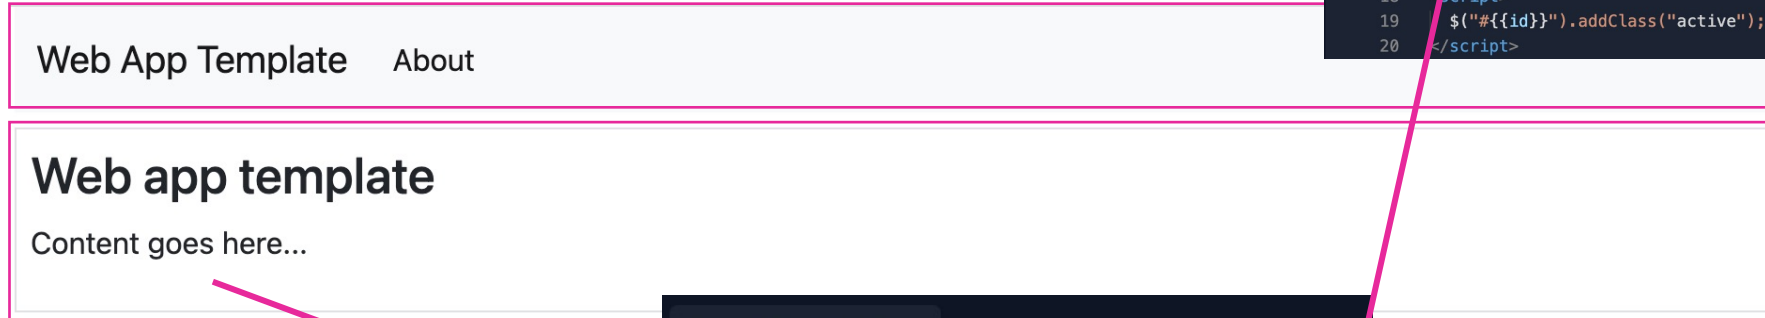 19 $("#{{id}}").addClass("active");
20 </script>
Web App Template About
Web app template
Content goes here...